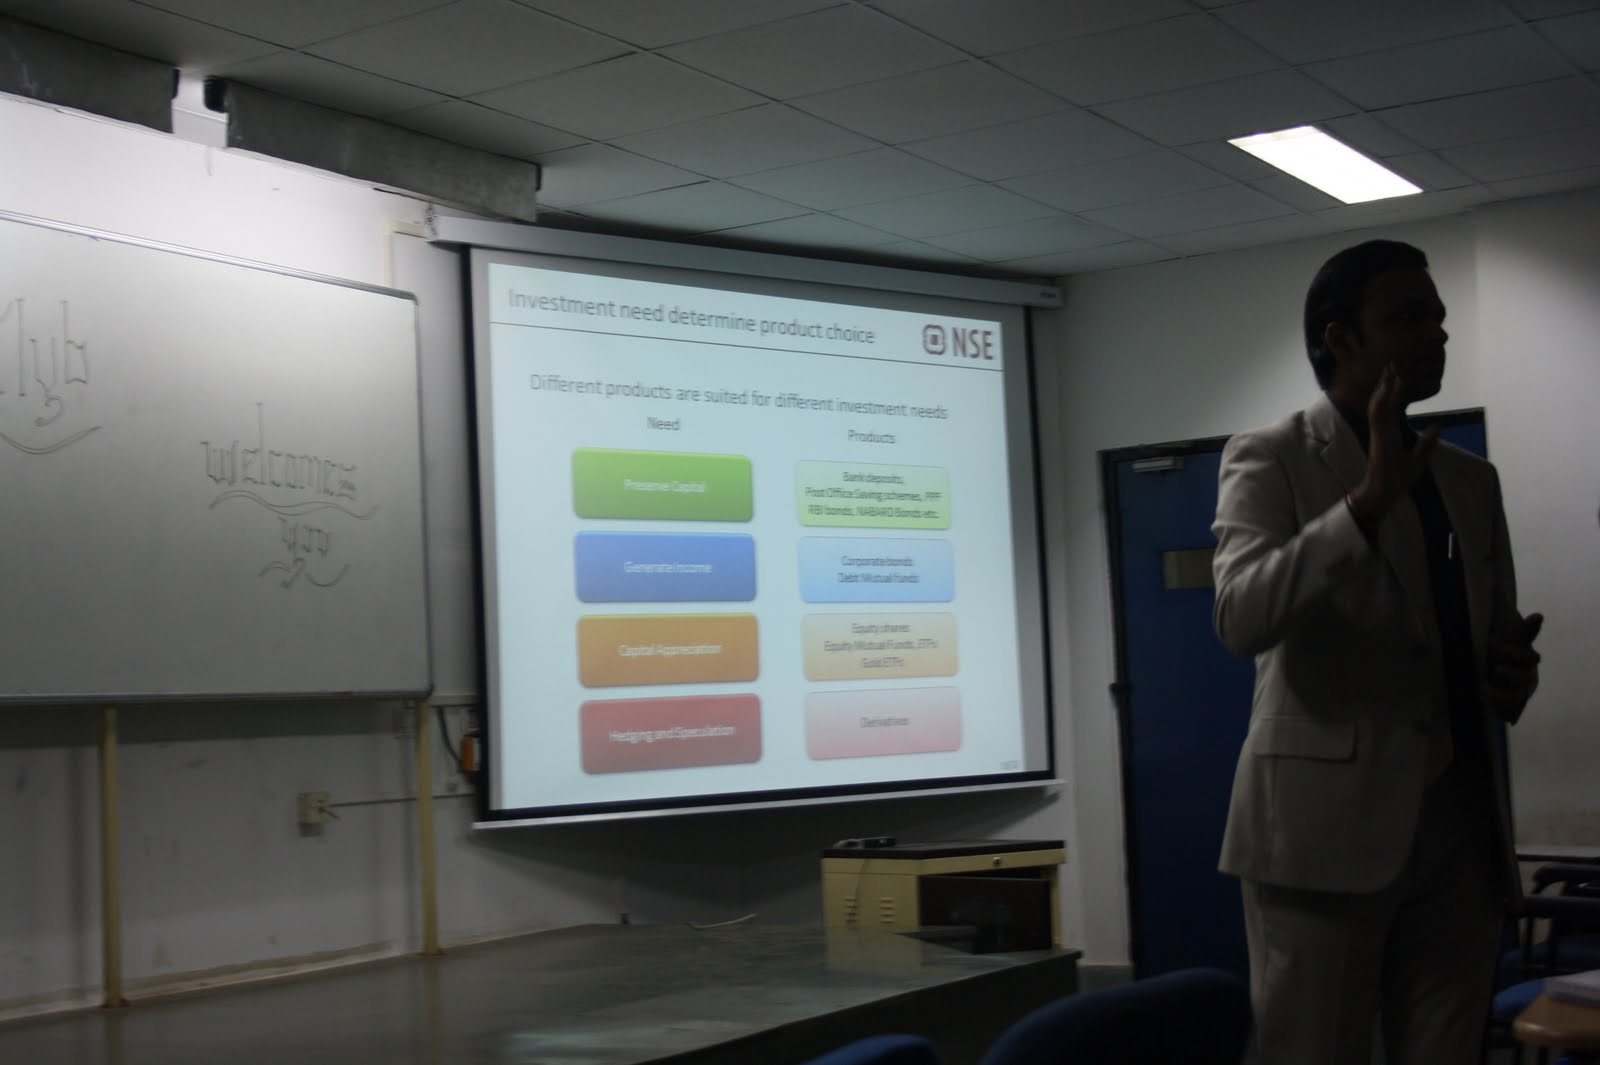 welcomes
you
Investment need determine product choice
NSE
Different products are suited for different investment needs
Need
Products
Preserve Capital
Bank deposits,
Post Office Saving schemes, PPF
RBI bonds, NABARD Bonds etc.
Generate Income
Corporate bonds
Debt Mutual funds
Capital Appreciation
Equity shares
Equity Mutual Funds, ETFs
Gold ETFs
Hedging and Speculation
Derivatives